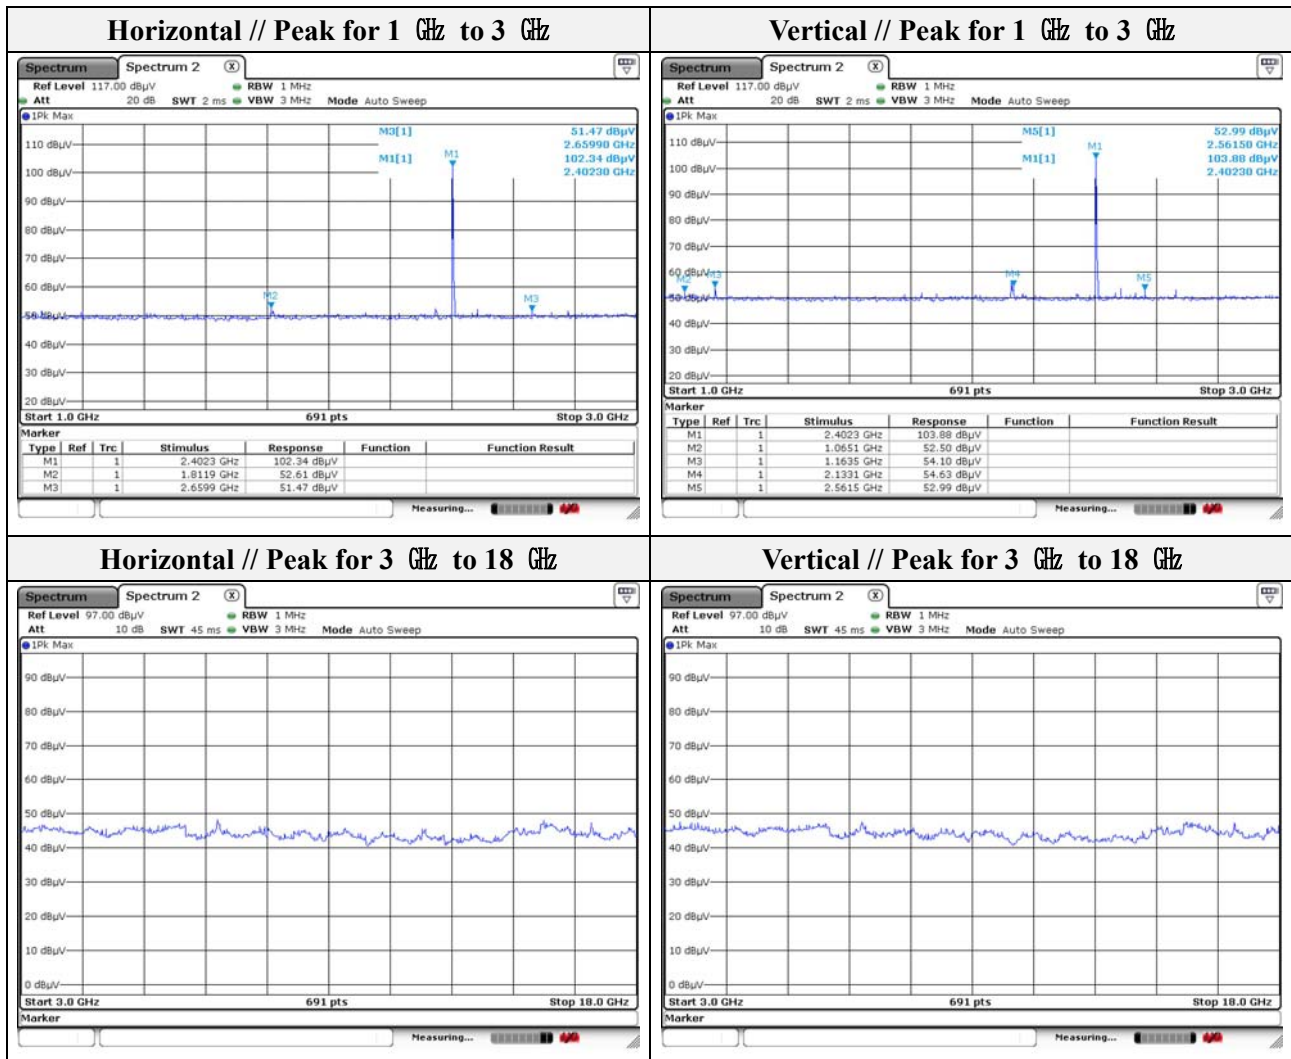 Horizontal // Peak for 1 ㎓ to 3 ㎓
Spectrum Spectrum 2 X
Ref Level 117.00 dBµV RBW 1 MHz
Att 20 dB SWT 2 ms VBW 3 MHz Mode Auto Sweep
1Pk Max
M3[1] 51.47 dBµV
2.65990 GHz
M1[1] 102.34 dBµV
2.40230 GHz
M1
M2
M3
110 dBµV
100 dBµV
90 dBµV
80 dBµV
70 dBµV
60 dBµV
50 dBµV
40 dBµV
30 dBµV
20 dBµV
Start 1.0 GHz 691 pts Stop 3.0 GHz
Marker
Type Ref Trc Stimulus Response Function Function Result
M1 1 2.4023 GHz 102.34 dBµV
M2 1 1.8119 GHz 52.61 dBµV
M3 1 2.6599 GHz 51.47 dBµV
Measuring...
Vertical // Peak for 1 ㎓ to 3 ㎓
Spectrum Spectrum 2 X
Ref Level 117.00 dBµV RBW 1 MHz
Att 20 dB SWT 2 ms VBW 3 MHz Mode Auto Sweep
1Pk Max
M5[1] 52.99 dBµV
2.56150 GHz
M1[1] 103.88 dBµV
2.40230 GHz
M1
M2
M3
M4
M5
110 dBµV
100 dBµV
90 dBµV
80 dBµV
70 dBµV
60 dBµV
50 dBµV
40 dBµV
30 dBµV
20 dBµV
Start 1.0 GHz 691 pts Stop 3.0 GHz
Marker
Type Ref Trc Stimulus Response Function Function Result
M1 1 2.4023 GHz 103.88 dBµV
M2 1 1.0651 GHz 52.50 dBµV
M3 1 1.1635 GHz 54.10 dBµV
M4 1 2.1331 GHz 54.63 dBµV
M5 1 2.5615 GHz 52.99 dBµV
Measuring...
Horizontal // Peak for 3 ㎓ to 18 ㎓
Spectrum Spectrum 2 X
Ref Level 97.00 dBµV RBW 1 MHz
Att 10 dB SWT 45 ms VBW 3 MHz Mode Auto Sweep
1Pk Max
90 dBµV
80 dBµV
70 dBµV
60 dBµV
50 dBµV
40 dBµV
30 dBµV
20 dBµV
10 dBµV
0 dBµV
Start 3.0 GHz 691 pts Stop 18.0 GHz
Marker
Measuring...
Vertical // Peak for 3 ㎓ to 18 ㎓
Spectrum Spectrum 2 X
Ref Level 97.00 dBµV RBW 1 MHz
Att 10 dB SWT 45 ms VBW 3 MHz Mode Auto Sweep
1Pk Max
90 dBµV
80 dBµV
70 dBµV
60 dBµV
50 dBµV
40 dBµV
30 dBµV
20 dBµV
10 dBµV
0 dBµV
Start 3.0 GHz 691 pts Stop 18.0 GHz
Marker
Measuring...